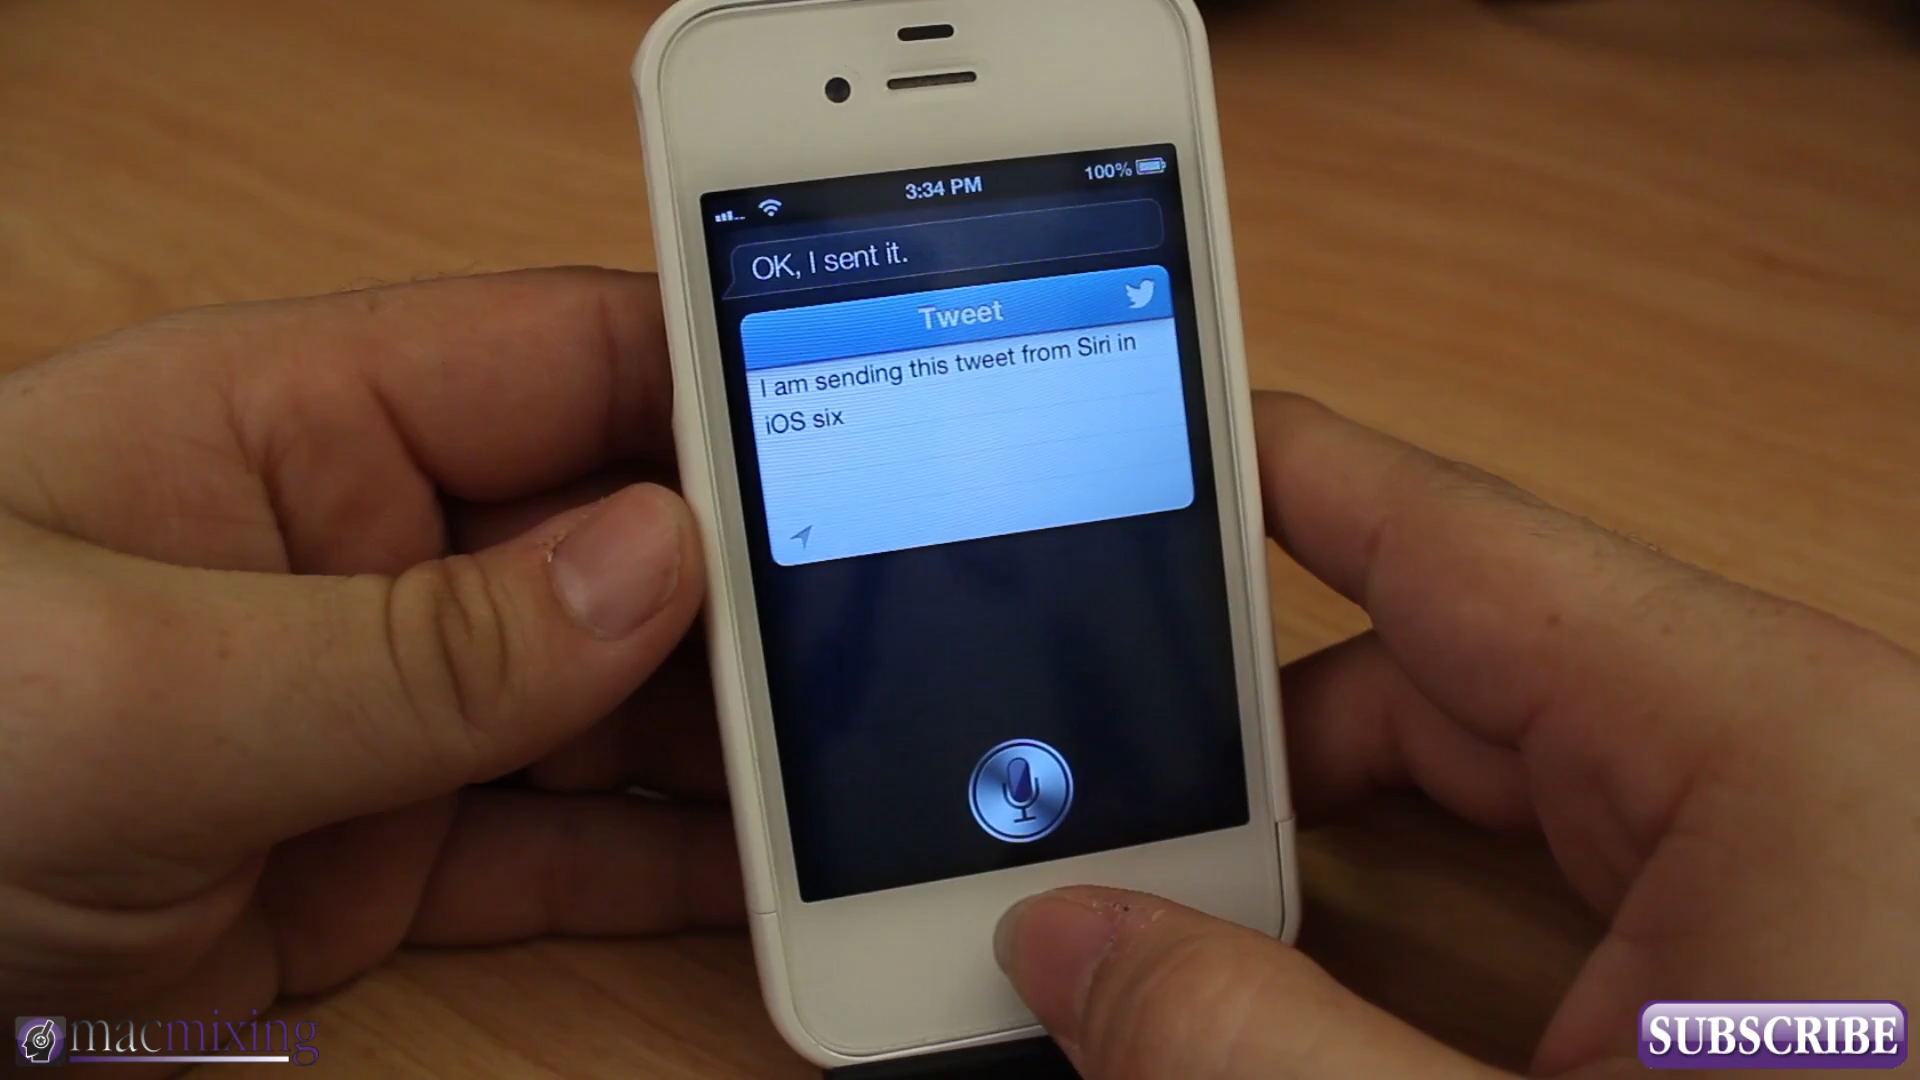 3:34 PM
100%
OK, I sent it.
Tweet
I am sending this tweet from Siri in
iOS six
macmixing
SUBSCRIBE